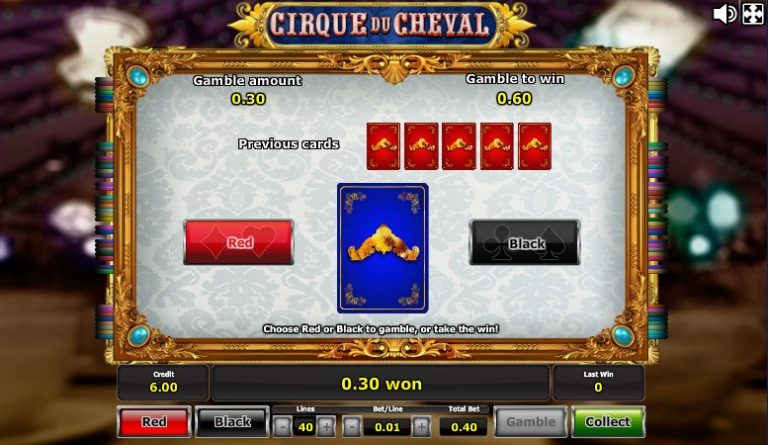 CIRQUE DU CHEVAL
Gamble amount
0.30
Gamble to win
0.60
Previous cards
Red
Black
Choose Red or Black to gamble, or take the win!
Credit
6.00
0.30 won
Last Win
0
Red
Black
Lines
- 40 +
Bet/Line
- 0.01 +
Total Bet
0.40
Gamble
Collect